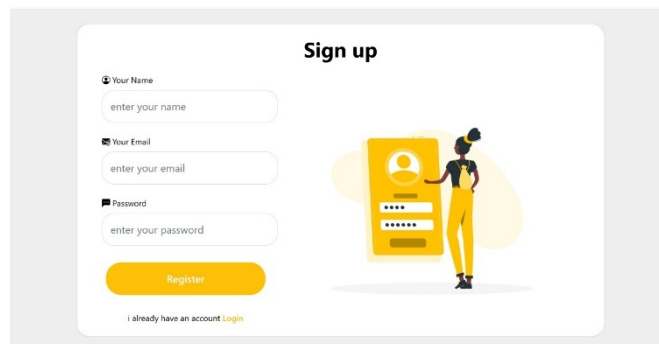 Sign up
Your Name
enter your name
Your Email
enter your email
Password
enter your password
Register
i already have an account Login